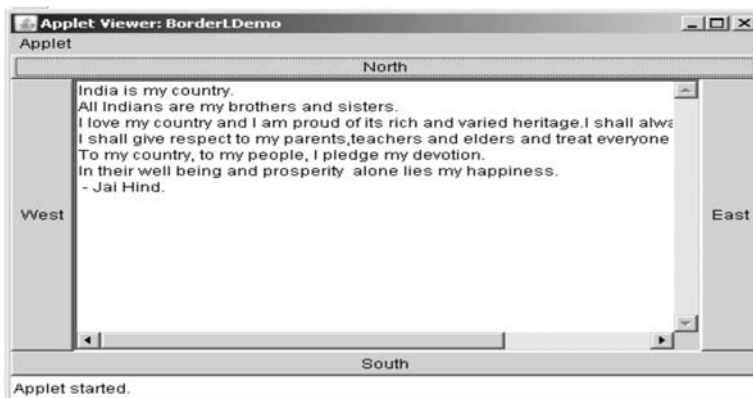 Applet Viewer: BorderLDemo
Applet
North
India is my country.
All Indians are my brothers and sisters.
I love my country and I am proud of its rich and varied heritage.I shall alwa
I shall give respect to my parents,teachers and elders and treat everyone
To my country, to my people, I pledge my devotion.
In their well being and prosperity  alone lies my happiness.
- Jai Hind.
West
East
South
Applet started.